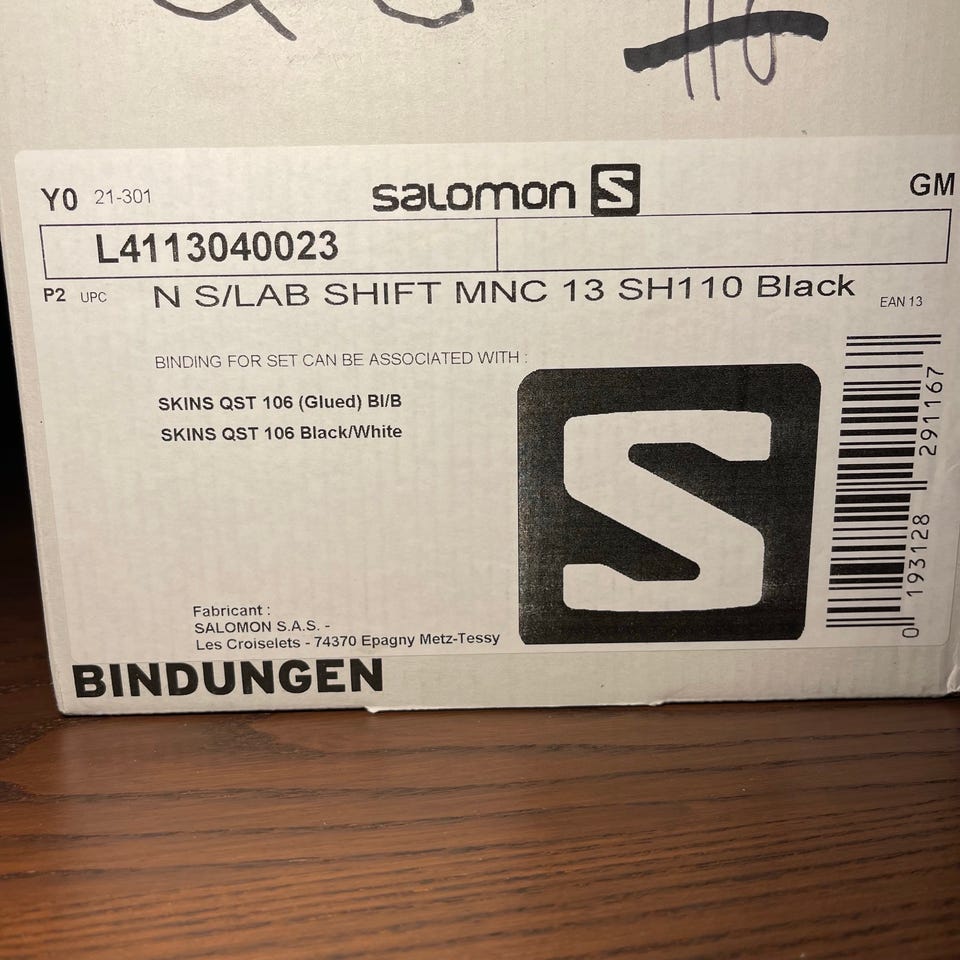 Y0 21-301 salomon S GM
L4113040023
P2 UPC N S/LAB SHIFT MNC 13 SH110 Black EAN 13
BINDING FOR SET CAN BE ASSOCIATED WITH :
SKINS QST 106 (Glued) Bl/B
SKINS QST 106 Black/White
0 193128 291167
Fabricant :
SALOMON S.A.S. -
Les Croiselets - 74370 Epagny Metz-Tessy
BINDUNGEN